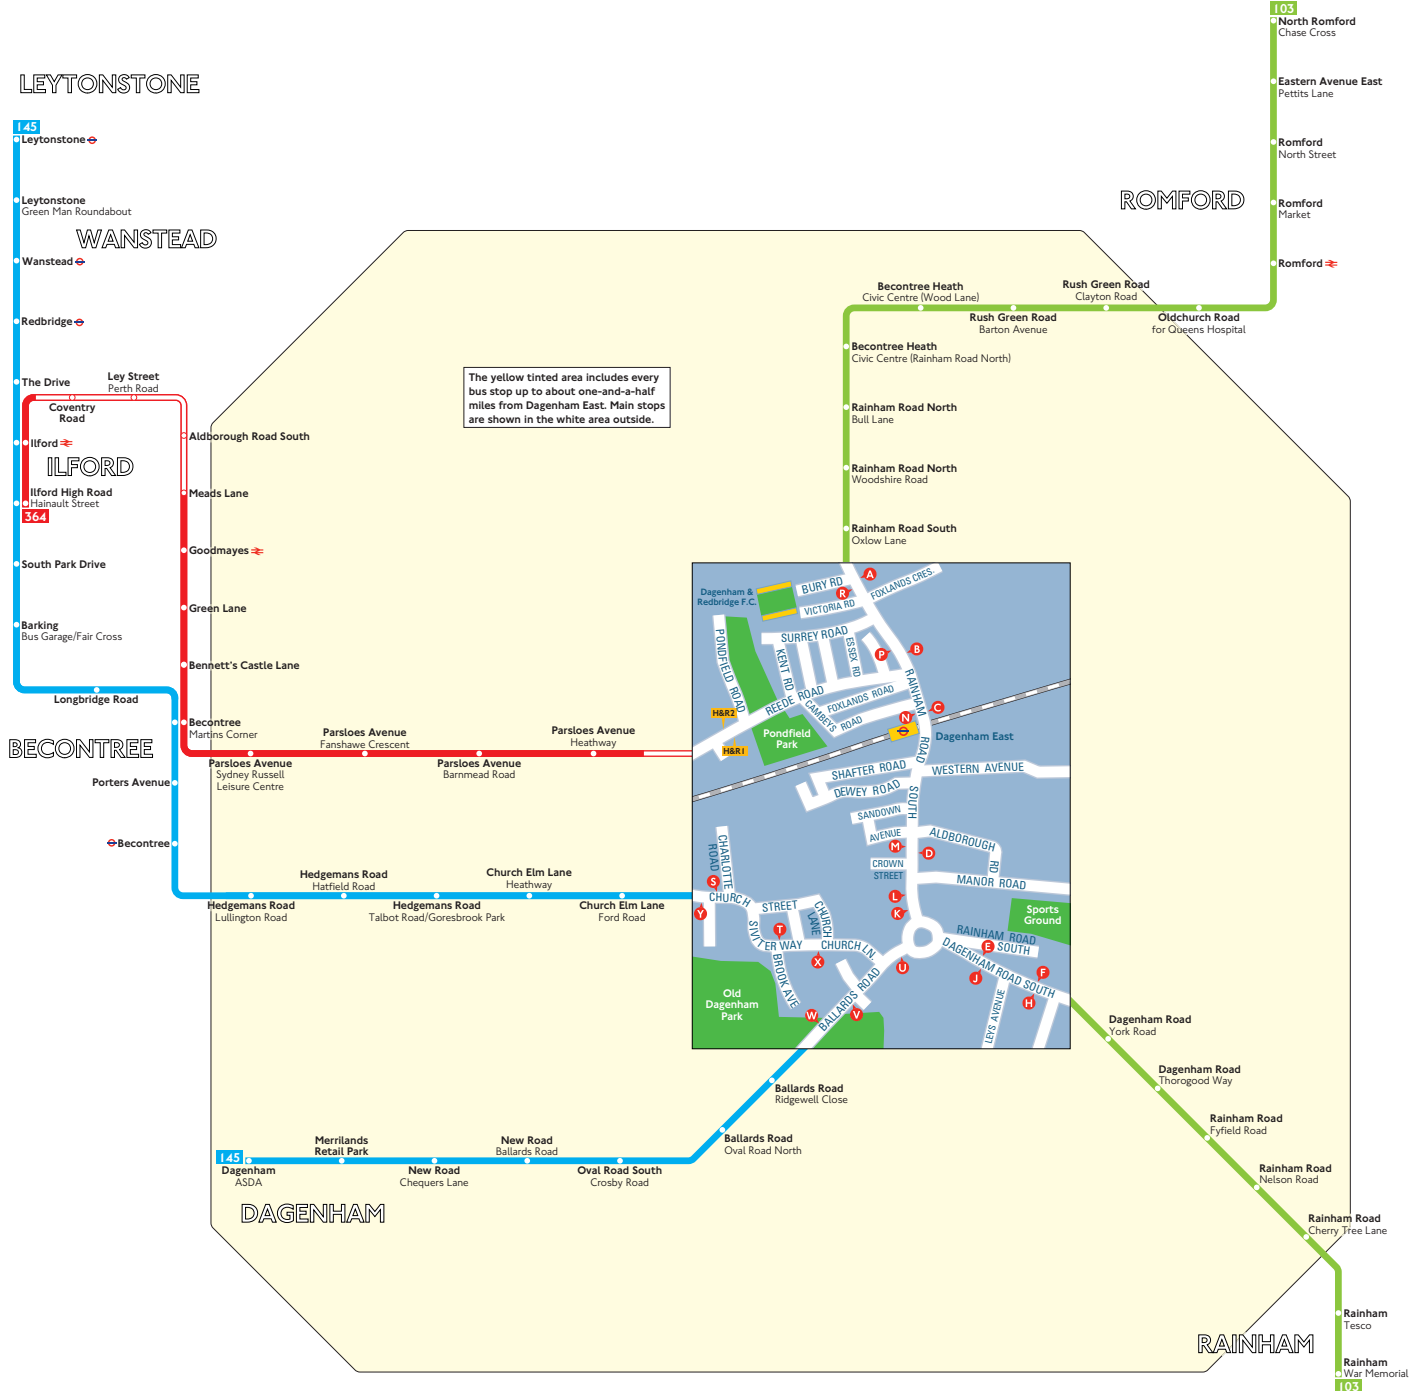 103
North Romford
Chase Cross
Eastern Avenue East
Pettits Lane
Romford
North Street
Romford
Market
Romford
ROMFORD
LEYTONSTONE
145
Leytonstone
Leytonstone
Green Man Roundabout
WANSTEAD
Wanstead
Redbridge
The Drive
Ley Street
Perth Road
Coventry
Road
Ilford
ILFORD
Ilford High Road
Hainault Street
364
South Park Drive
Barking
Bus Garage/Fair Cross
Longbridge Road
BECONTREE
Porters Avenue
Becontree
Aldborough Road South
Meads Lane
Goodmayes
Green Lane
Bennett's Castle Lane
Becontree
Martins Corner
Parsloes Avenue
Sydney Russell
Leisure Centre
Parsloes Avenue
Fanshawe Crescent
Parsloes Avenue
Barnmead Road
Parsloes Avenue
Heathway
Hedgemans Road
Lullington Road
Hedgemans Road
Hatfield Road
Hedgemans Road
Talbot Road/Goresbrook Park
Church Elm Lane
Heathway
Church Elm Lane
Ford Road
The yellow tinted area includes every
bus stop up to about one-and-a-half
miles from Dagenham East. Main stops
are shown in the white area outside.
Becontree Heath
Civic Centre (Wood Lane)
Rush Green Road
Barton Avenue
Rush Green Road
Clayton Road
Oldchurch Road
for Queens Hospital
Becontree Heath
Civic Centre (Rainham Road North)
Rainham Road North
Bull Lane
Rainham Road North
Woodshire Road
Rainham Road South
Oxlow Lane
Dagenham &
Redbridge F.C.
BURY RD
A
R
FOXLANDS CRES.
VICTORIA RD
SURREY ROAD
PONDFIELD ROAD
KENT RD
ESSEX RD
P
B
RAINHAM
ROAD
SOUTH
REEDE ROAD
FOXLANDS ROAD
CAMBEYS
ROAD
H&R2
H&R1
Pondfield
Park
C
N
Dagenham East
SHAFTER ROAD
DEWEY ROAD
WESTERN AVENUE
SANDOWN
AVENUE
ALDBOROUGH
RD
M
D
CROWN
STREET
MANOR ROAD
CHARLOTTE
ROAD
S
CHURCH
STREET
Y
L
K
CHURCH
LANE
Sports
Ground
T
SIVITER WAY
CHURCH LN.
X
BROOK AVE
U
RAINHAM ROAD
SOUTH
E
DAGENHAM ROAD SOUTH
J
F
H
LEYS AVENUE
Old
Dagenham
Park
W
V
BALLARDS ROAD
Dagenham Road
York Road
Dagenham Road
Thorogood Way
Rainham Road
Fyfield Road
Rainham Road
Nelson Road
Rainham Road
Cherry Tree Lane
Rainham
Tesco
RAINHAM
Rainham
War Memorial
103
Ballards Road
Ridgewell Close
Ballards Road
Oval Road North
145
Dagenham
ASDA
Merrilands
Retail Park
New Road
Chequers Lane
New Road
Ballards Road
Oval Road South
Crosby Road
DAGENHAM